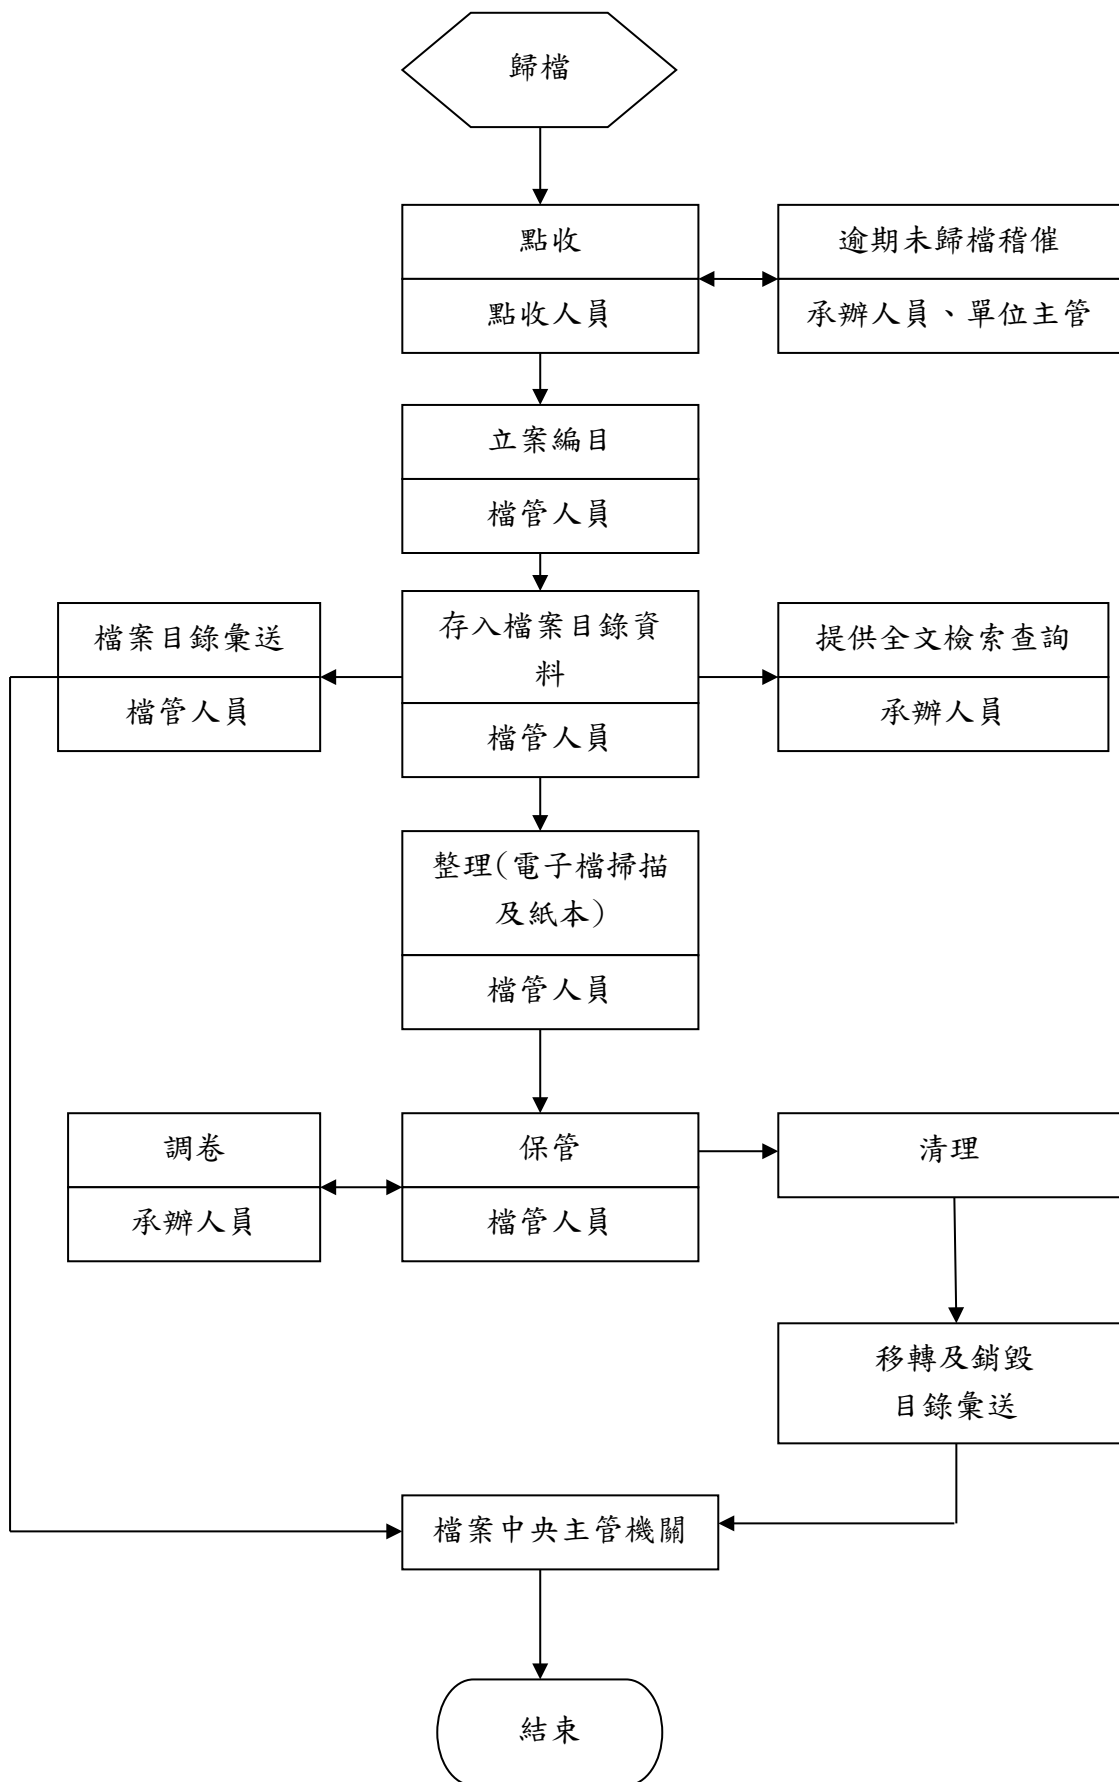 歸檔
點收
點收人員
逾期未歸檔稽催
承辦人員、單位主管
立案編目
檔管人員
檔案目錄彙送
檔管人員
存入檔案目錄資
料
檔管人員
提供全文檢索查詢
承辦人員
整理(電子檔掃描
及紙本)
檔管人員
調卷
承辦人員
保管
檔管人員
清理
移轉及銷毀
目錄彙送
檔案中央主管機關
結束